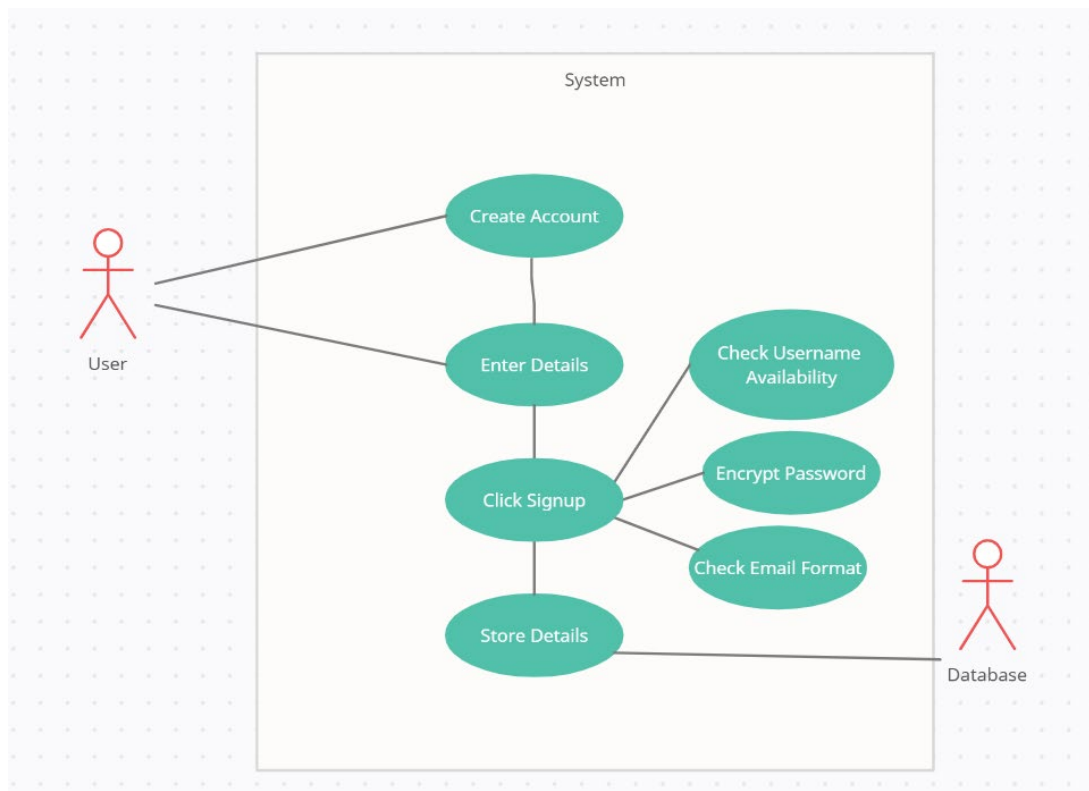 System
Create Account
User
Enter Details
Check Username
Availability
Click Signup
Encrypt Password
Check Email Format
Store Details
Database